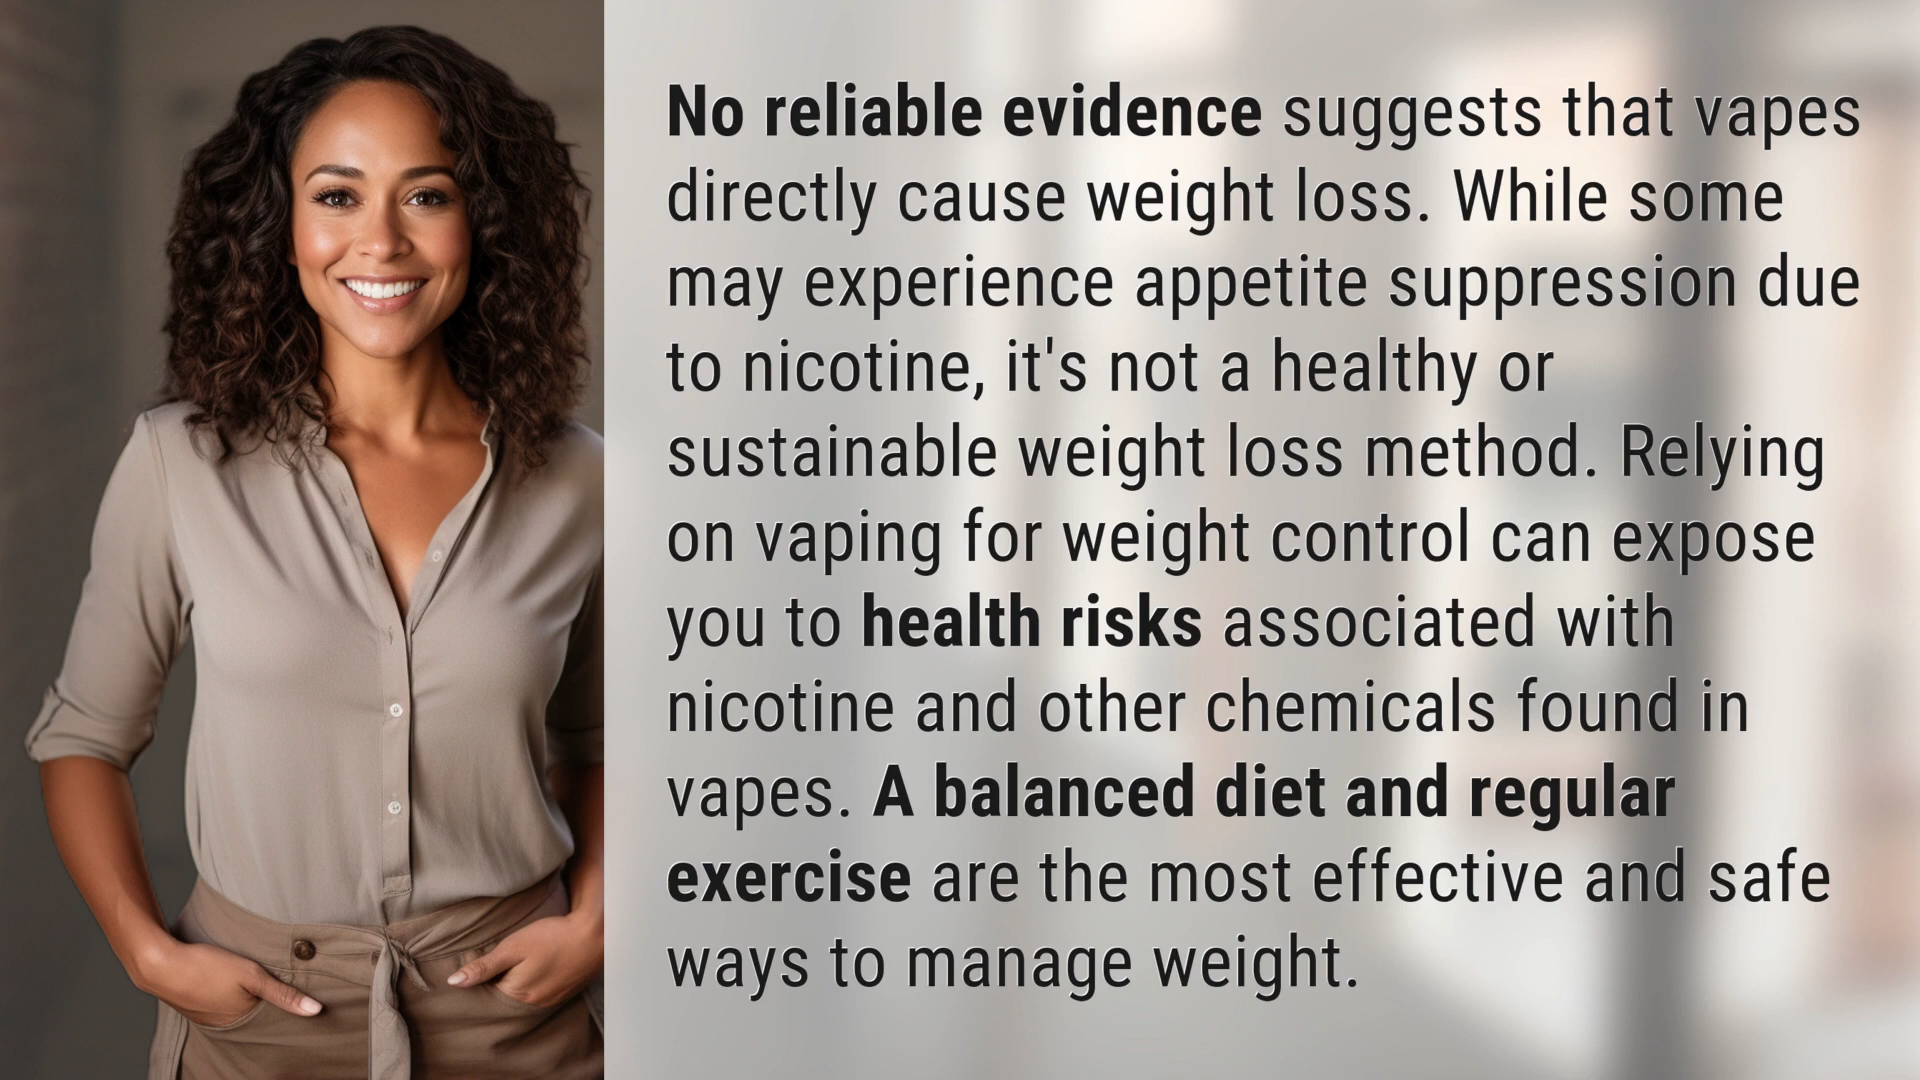 No reliable evidence suggests that vapes
directly cause weight loss. While some
may experience appetite suppression due
to nicotine, it's not a healthy or
sustainable weight loss method. Relying
on vaping for weight control can expose
you to health risks associated with
nicotine and other chemicals found in
vapes. A balanced diet and regular
exercise are the most effective and safe
ways to manage weight.